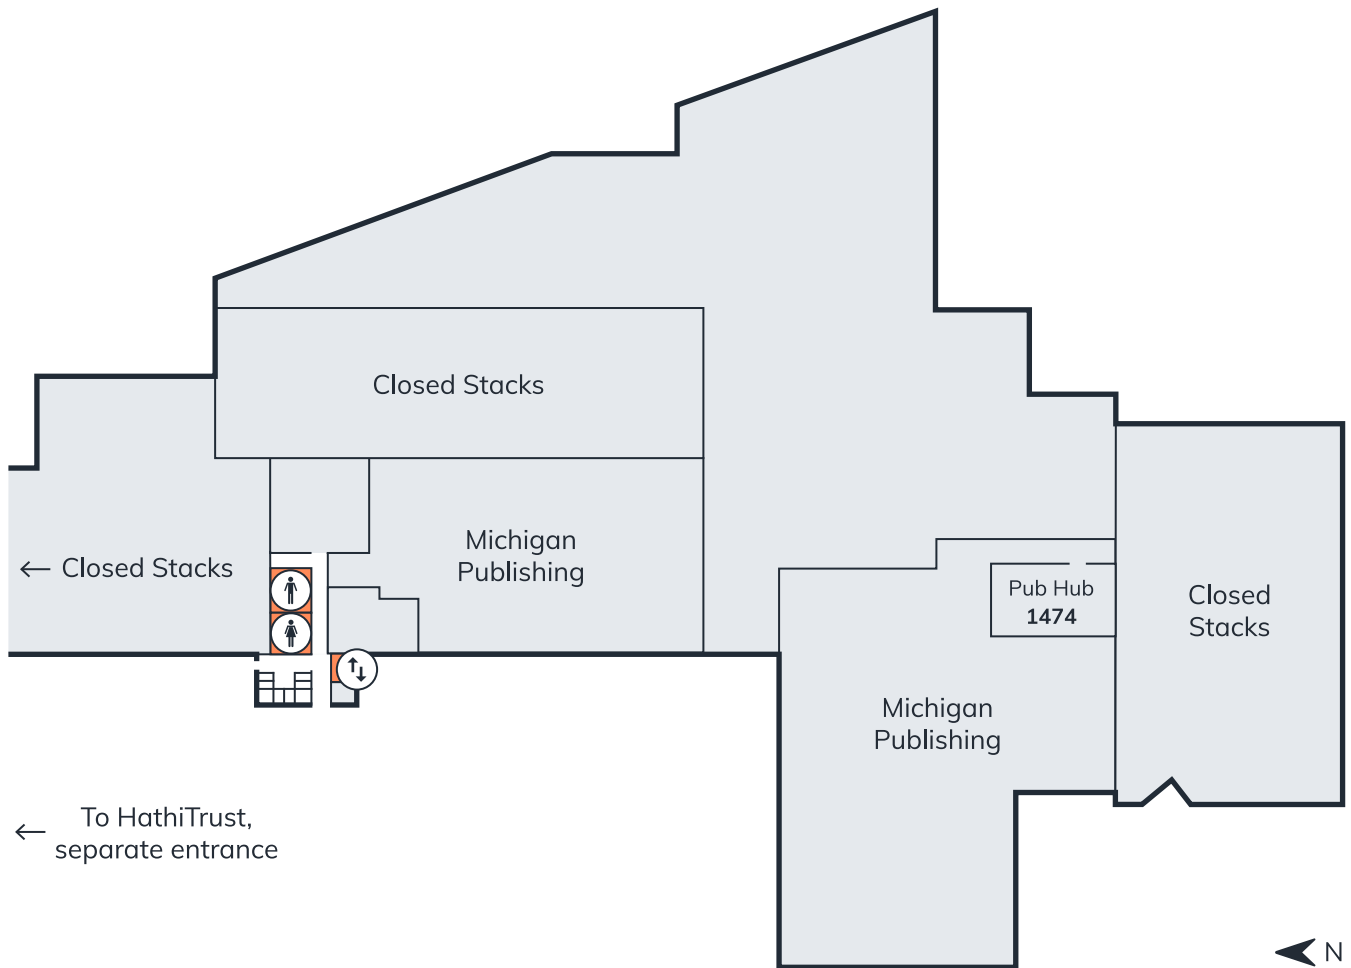 Closed Stacks
Michigan
Publishing
← Closed Stacks
Pub Hub
1474
Closed
Stacks
Michigan
Publishing
← To HathiTrust,
separate entrance
N